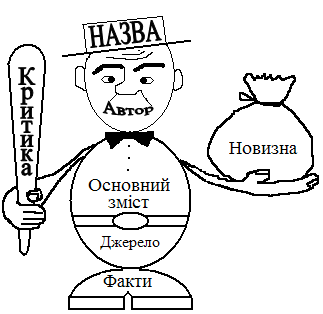 НАЗВА
Автор
Критика
Новизна
Основний
зміст
Джерело
Факти